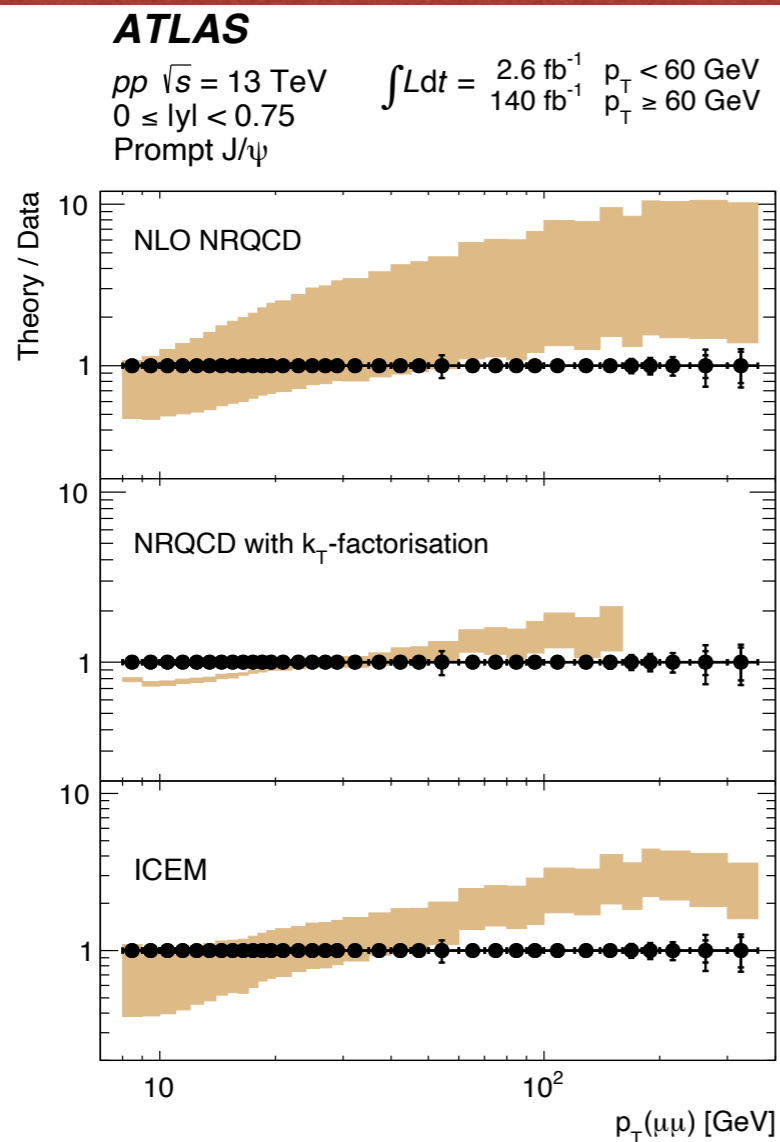 ATLAS
pp √s = 13 TeV
0 ≤ |y| < 0.75
Prompt J/ψ
∫Ldt = 2.6 fb⁻¹ p_T < 60 GeV
140 fb⁻¹ p_T ≥ 60 GeV
Theory / Data
10
NLO NRQCD
1
10
NRQCD with k_T-factorisation
1
10
ICEM
1
10 10²
p_T(μμ) [GeV]